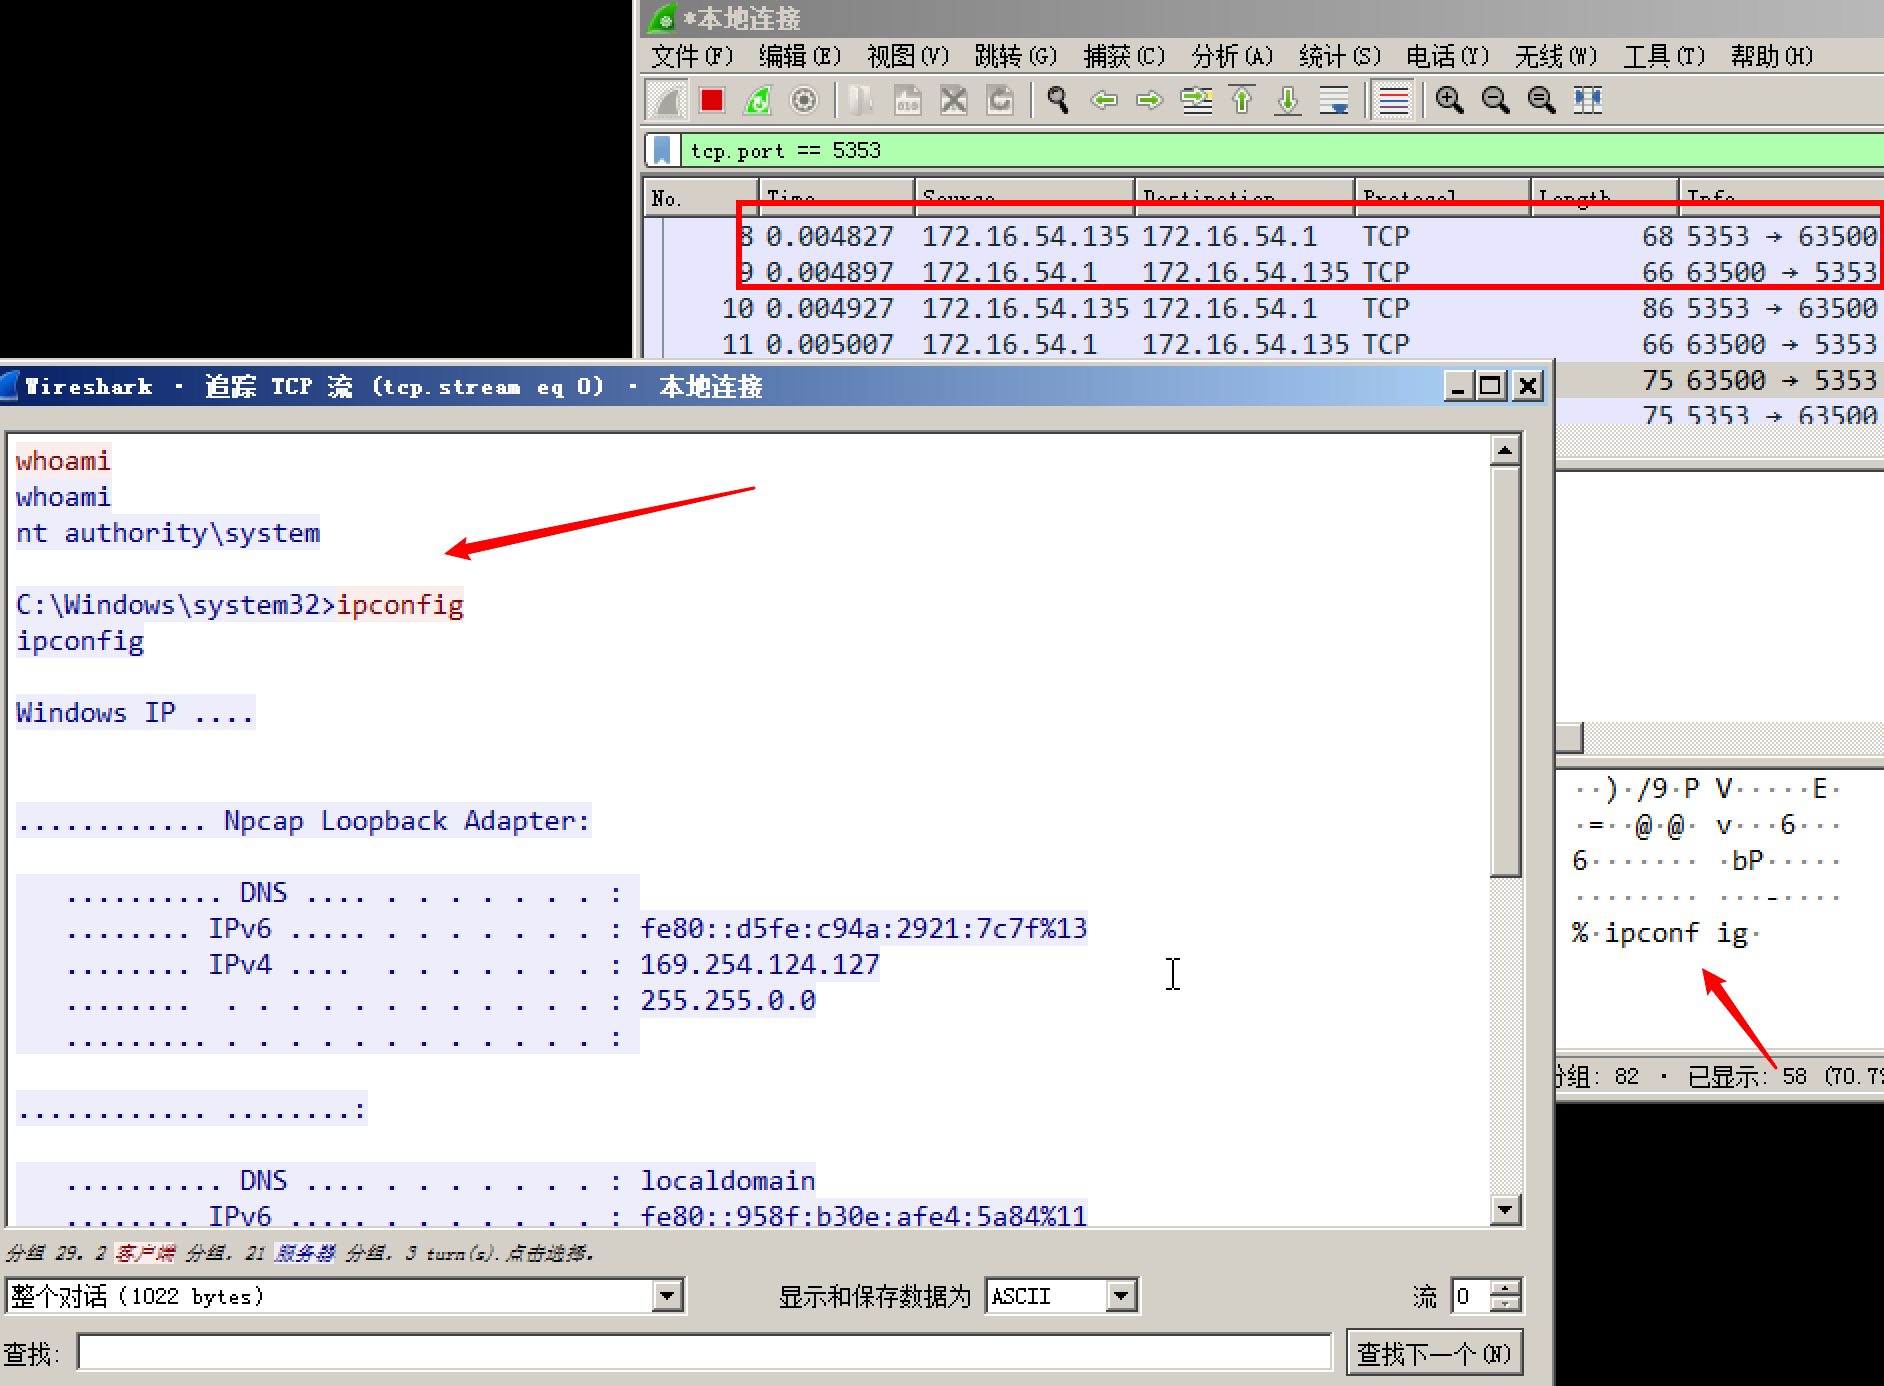 *本地连接
文件(F) 编辑(E) 视图(V) 跳转(G) 捕获(C) 分析(A) 统计(S) 电话(Y) 无线(W) 工具(T) 帮助(H)
tcp.port == 5353
No. Time Source Destination Protocol Length Info
8 0.004827 172.16.54.135 172.16.54.1 TCP 68 5353 → 63500
9 0.004897 172.16.54.1 172.16.54.135 TCP 66 63500 → 5353
10 0.004927 172.16.54.135 172.16.54.1 TCP 86 5353 → 63500
11 0.005007 172.16.54.1 172.16.54.135 TCP 66 63500 → 5353
75 63500 → 5353
75 5353 → 63500
Wireshark · 追踪 TCP 流 (tcp.stream eq 0) · 本地连接
whoami
whoami
nt authority\system
C:\Windows\system32>ipconfig
ipconfig
Windows IP ....
............ Npcap Loopback Adapter:
.......... DNS .... . . . . . . . :
........ IPv6 ..... . . . . . . . . : fe80::d5fe:c94a:2921:7c7f%13
........ IPv4 .... . . . . . . . . : 169.254.124.127
........ . . . . . . . . . . . . . : 255.255.0.0
......... . . . . . . . . . . . . . :
............ ........:
.......... DNS .... . . . . . . . : localdomain
........ IPv6 ..... . . . . . . . . : fe80::958f:b30e:afe4:5a84%11
··)·/9·P V·····E·
·=··@·@· v···6···
6······· ·bP·····
········ ···-····
%·ipconf ig·
分组: 82 · 已显示: 58 (70.7%
分组 29. 2 客户端 分组, 21 服务器 分组, 3 turn(s).点击选择.
整个对话 (1022 bytes) 显示和保存数据为 ASCII 流 0
查找: 查找下一个(N)